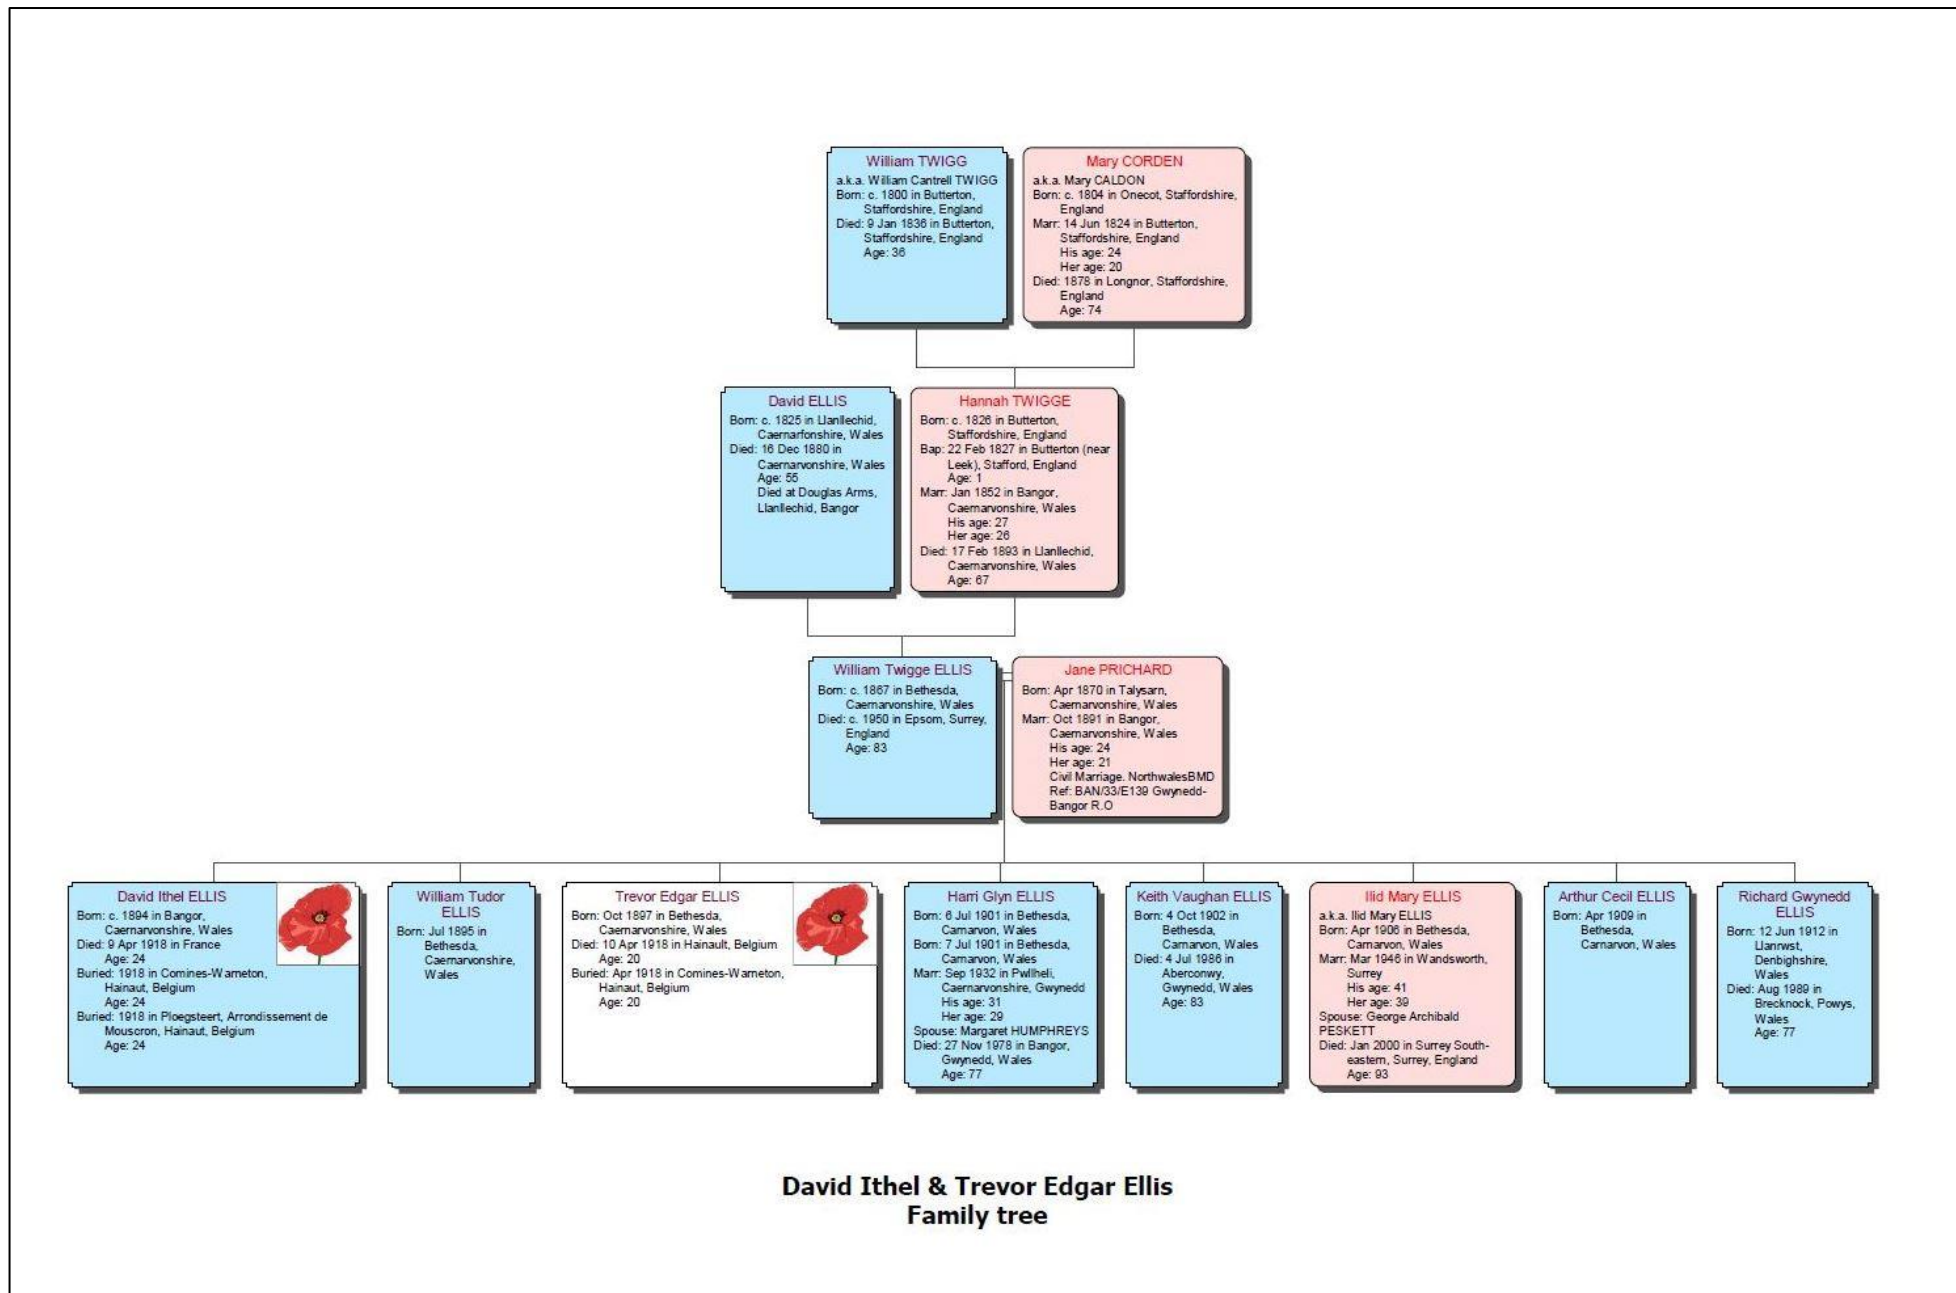 William TWIGG
a.k.a. William Cantrell TWIGG
Born: c. 1800 in Butterton,
Staffordshire, England
Died: 9 Jan 1836 in Butterton,
Staffordshire, England
Age: 36
Mary CORDEN
a.k.a. Mary CALDON
Born: c. 1804 in Onecot, Staffordshire,
England
Marr: 14 Jun 1824 in Butterton,
Staffordshire, England
His age: 24
Her age: 20
Died: 1878 in Longnor, Staffordshire,
England
Age: 74
David ELLIS
Born: c. 1825 in Llanllechid,
Caernarfonshire, Wales
Died: 16 Dec 1880 in
Caernarvonshire, Wales
Age: 55
Died at Douglas Arms,
Llanllechid, Bangor
Hannah TWIGGE
Born: c. 1826 in Butterton,
Staffordshire, England
Bap: 22 Feb 1827 in Butterton (near
Leek), Stafford, England
Age: 1
Marr: Jan 1852 in Bangor,
Caernarvonshire, Wales
His age: 27
Her age: 26
Died: 17 Feb 1893 in Llanllechid,
Caernarvonshire, Wales
Age: 67
William Twigge ELLIS
Born: c. 1867 in Bethesda,
Caernarvonshire, Wales
Died: c. 1950 in Epsom, Surrey,
England
Age: 83
Jane PRICHARD
Born: Apr 1870 in Talysarn,
Caernarvonshire, Wales
Marr: Oct 1891 in Bangor,
Caernarvonshire, Wales
His age: 24
Her age: 21
Civil Marriage. NorthwalesBMD
Ref: BAN/33/E139 Gwynedd-
Bangor R.O
David Ithel ELLIS
Born: c. 1894 in Bangor,
Caernarvonshire, Wales
Died: 9 Apr 1918 in France
Age: 24
Buried: 1918 in Comines-Warneton,
Hainaut, Belgium
Age: 24
Buried: 1918 in Ploegsteert, Arrondissement de
Mouscron, Hainaut, Belgium
Age: 24
William Tudor
ELLIS
Born: Jul 1895 in
Bethesda,
Caernarvonshire,
Wales
Trevor Edgar ELLIS
Born: Oct 1897 in Bethesda,
Caernarvonshire, Wales
Died: 10 Apr 1918 in Hainault, Belgium
Age: 20
Buried: Apr 1918 in Comines-Warneton,
Hainaut, Belgium
Age: 20
Harri Glyn ELLIS
Born: 6 Jul 1901 in Bethesda,
Carnarvon, Wales
Born: 7 Jul 1901 in Bethesda,
Carnarvon, Wales
Marr: Sep 1932 in Pwllheli,
Caernarvonshire, Gwynedd
His age: 31
Her age: 29
Spouse: Margaret HUMPHREYS
Died: 27 Nov 1978 in Bangor,
Gwynedd, Wales
Age: 77
Keith Vaughan ELLIS
Born: 4 Oct 1902 in
Bethesda,
Carnarvon, Wales
Died: 4 Jul 1986 in
Aberconwy,
Gwynedd, Wales
Age: 83
Ilid Mary ELLIS
a.k.a. Ilid Mary ELLIS
Born: Apr 1906 in Bethesda,
Carnarvon, Wales
Marr: Mar 1946 in Wandsworth,
Surrey
His age: 41
Her age: 39
Spouse: George Archibald
PESKETT
Died: Jan 2000 in Surrey South-
eastern, Surrey, England
Age: 93
Arthur Cecil ELLIS
Born: Apr 1909 in
Bethesda,
Carnarvon, Wales
Richard Gwynedd
ELLIS
Born: 12 Jun 1912 in
Llanrwst,
Denbighshire,
Wales
Died: Aug 1989 in
Brecknock, Powys,
Wales
Age: 77
David Ithel & Trevor Edgar Ellis
Family tree